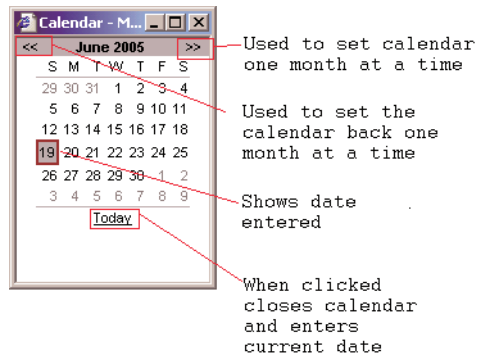 Calendar - M...
<< June 2005 >>
S M T W T F S
29 30 31 1 2 3 4
5 6 7 8 9 10 11
12 13 14 15 16 17 18
19 20 21 22 23 24 25
26 27 28 29 30 1 2
3 4 5 6 7 8 9
Today
Used to set calendar
one month at a time
Used to set the
calendar back one
month at a time
Shows date
entered
When clicked
closes calendar
and enters
current date